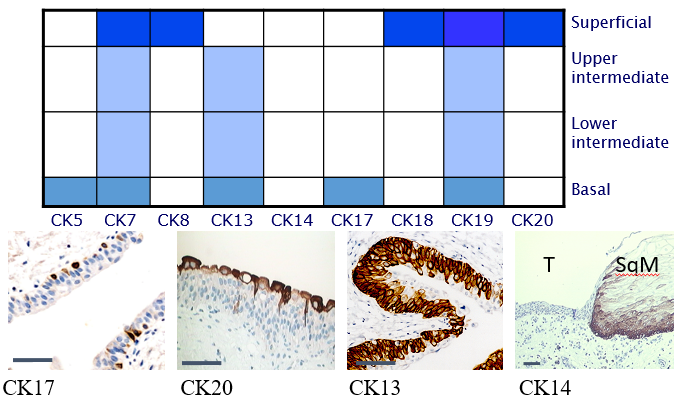 Superficial
Upper
intermediate
Lower
intermediate
Basal
CK5 CK7 CK8 CK13 CK14 CK17 CK18 CK19 CK20
T SqM
CK17 CK20 CK13 CK14